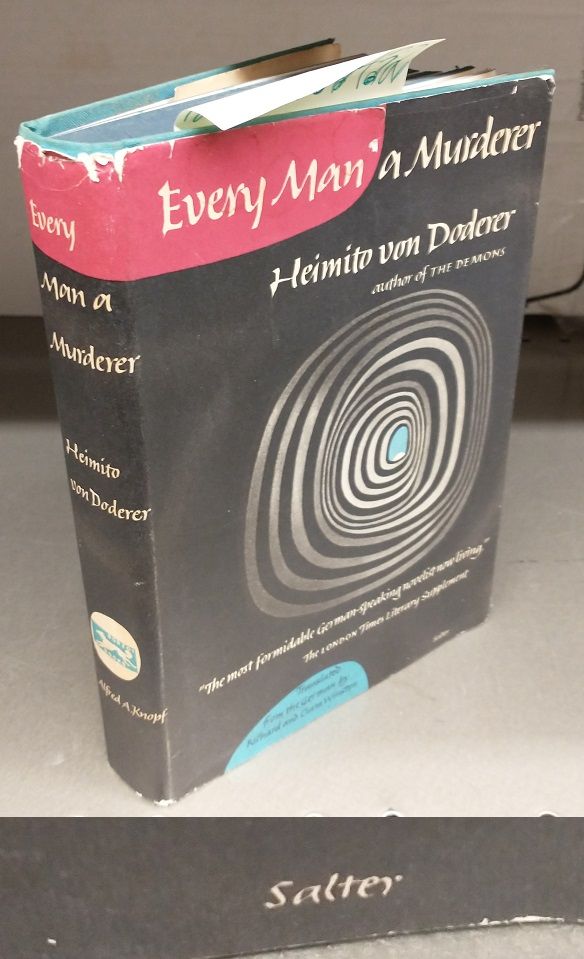 Every Man a Murderer
Heimito von Doderer
author of THE DEMONS
"The most formidable German-speaking novelist now living."
The LONDON Times Literary Supplement
Salter
Translated
from the German by
Richard and Clara Winston
Every
Man a
Murderer
Heimito
von Doderer
Alfred A. Knopf
Salter